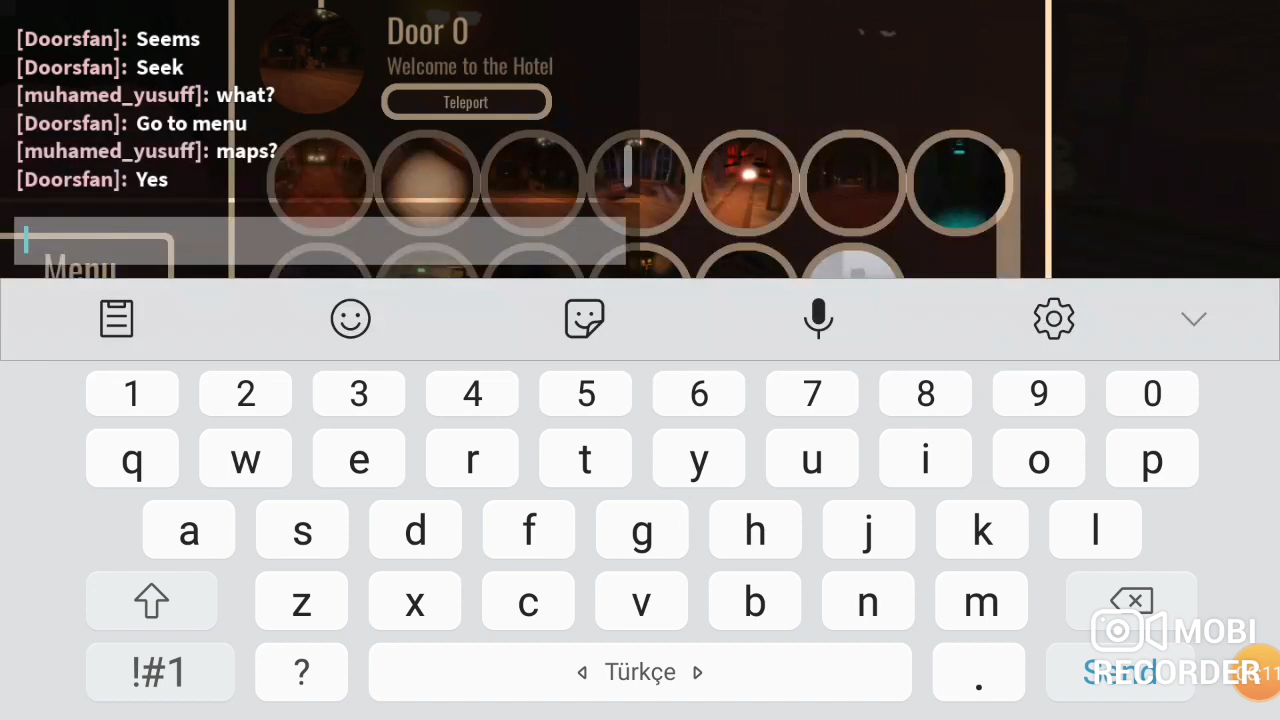 [Doorsfan]: Seems
[Doorsfan]: Seek
[muhamed_yusuff]: what?
[Doorsfan]: Go to menu
[muhamed_yusuff]: maps?
[Doorsfan]: Yes
Door 0
Welcome to the Hotel
Teleport
Menu
1 2 3 4 5 6 7 8 9 0
q w e r t y u i o p
a s d f g h j k l
z x c v b n m
!#1 ? Türkçe . Send
MOBI
RECORDER